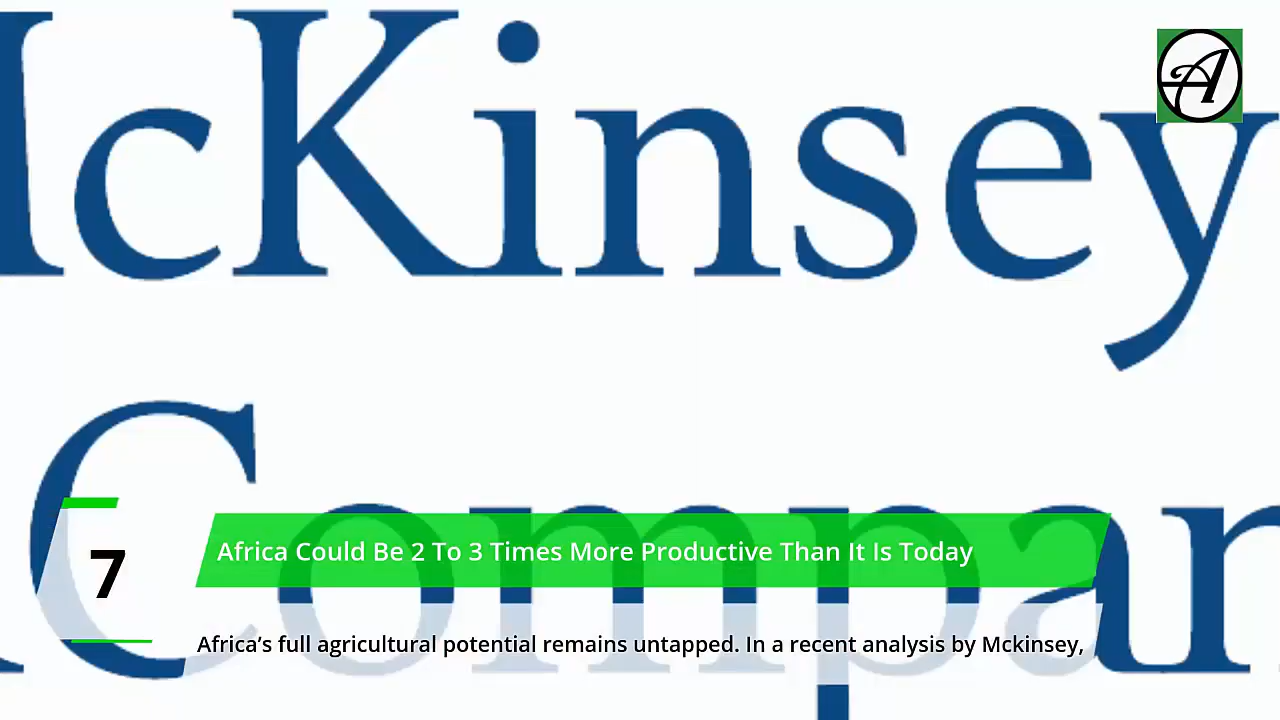 McKinsey
A
Compan
7
Africa Could Be 2 To 3 Times More Productive Than It Is Today
Africa’s full agricultural potential remains untapped. In a recent analysis by Mckinsey,